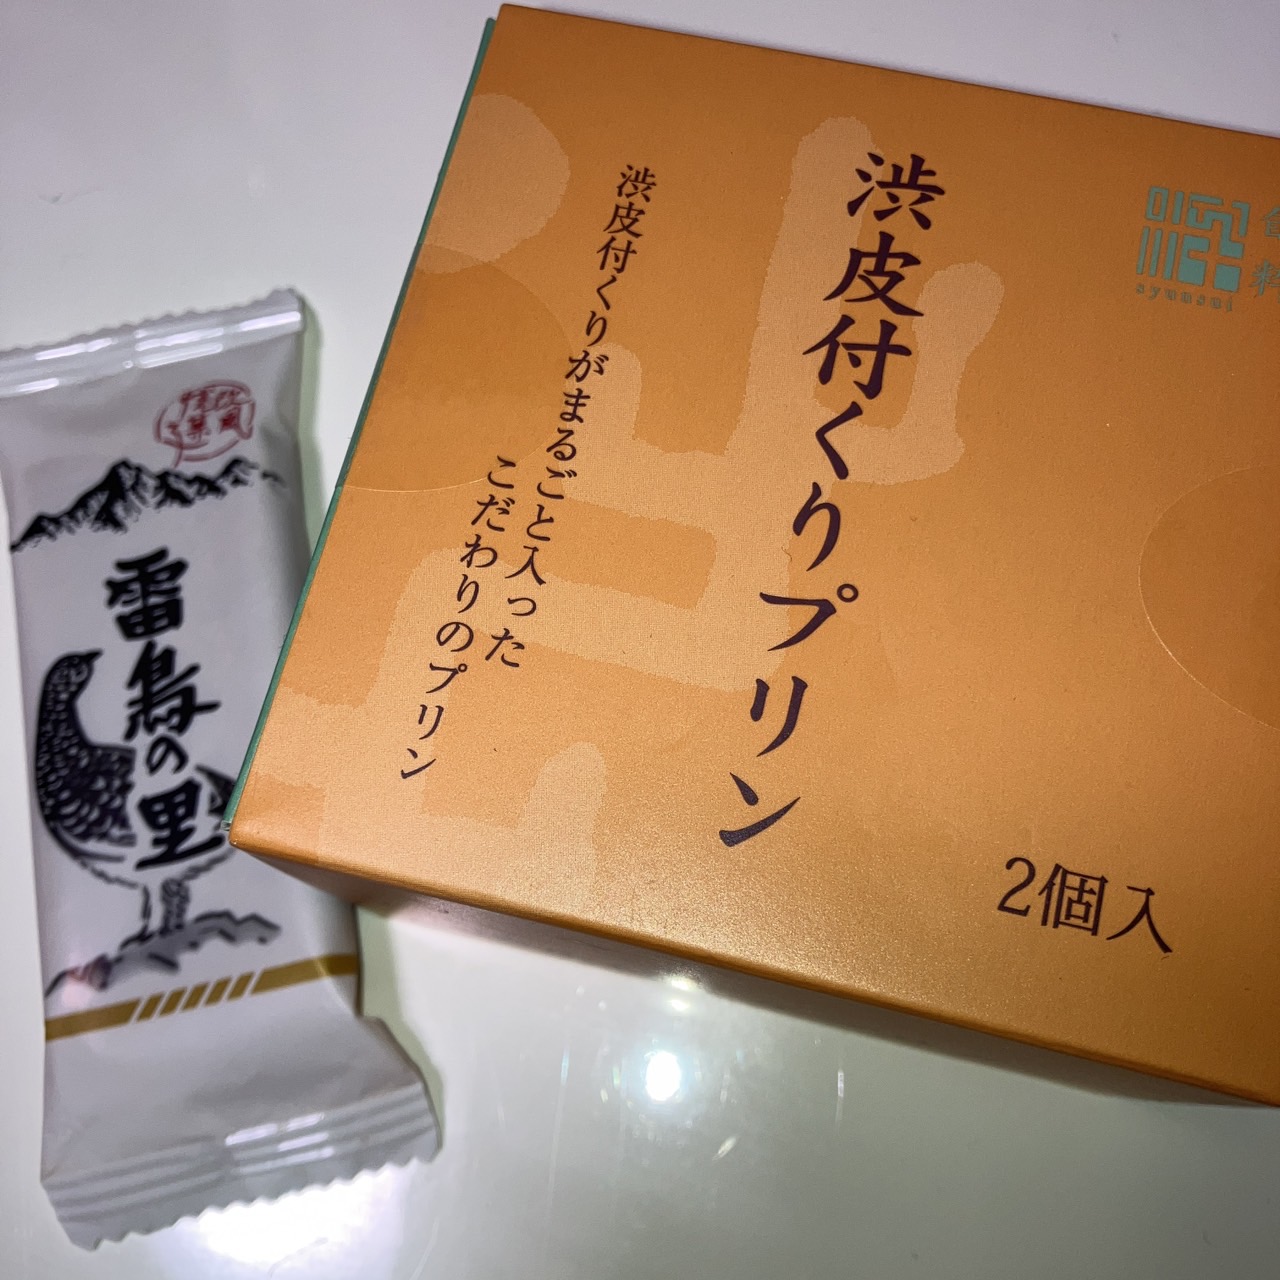 渋皮付くりプリン
渋皮付くりがまるごと入った
こだわりのプリン
2個入
syunsui
雷鳥の里